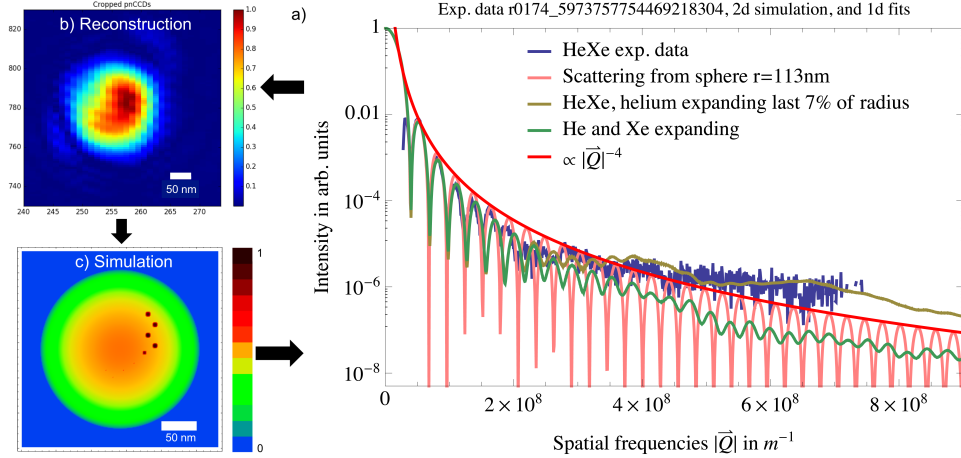 Cropped pnCCDs
a)
b) Reconstruction
830
820
800
780
760
740
730
240
245
250
255
260
265
270
50 nm
1.0
0.9
0.8
0.7
0.6
0.5
0.4
0.3
0.2
0.1
0.0
c) Simulation
50 nm
1
0
Exp. data r0174_5973757754469218304, 2d simulation, and 1d fits
HeXe exp. data
Scattering from sphere r=113nm
HeXe, helium expanding last 7% of radius
He and Xe expanding
∝ |Q⃗|⁻⁴
Intensity in arb. units
1
0.01
10⁻⁴
10⁻⁶
10⁻⁸
0
2 × 10⁸
4 × 10⁸
6 × 10⁸
8 × 10⁸
Spatial frequencies |Q⃗| in m⁻¹